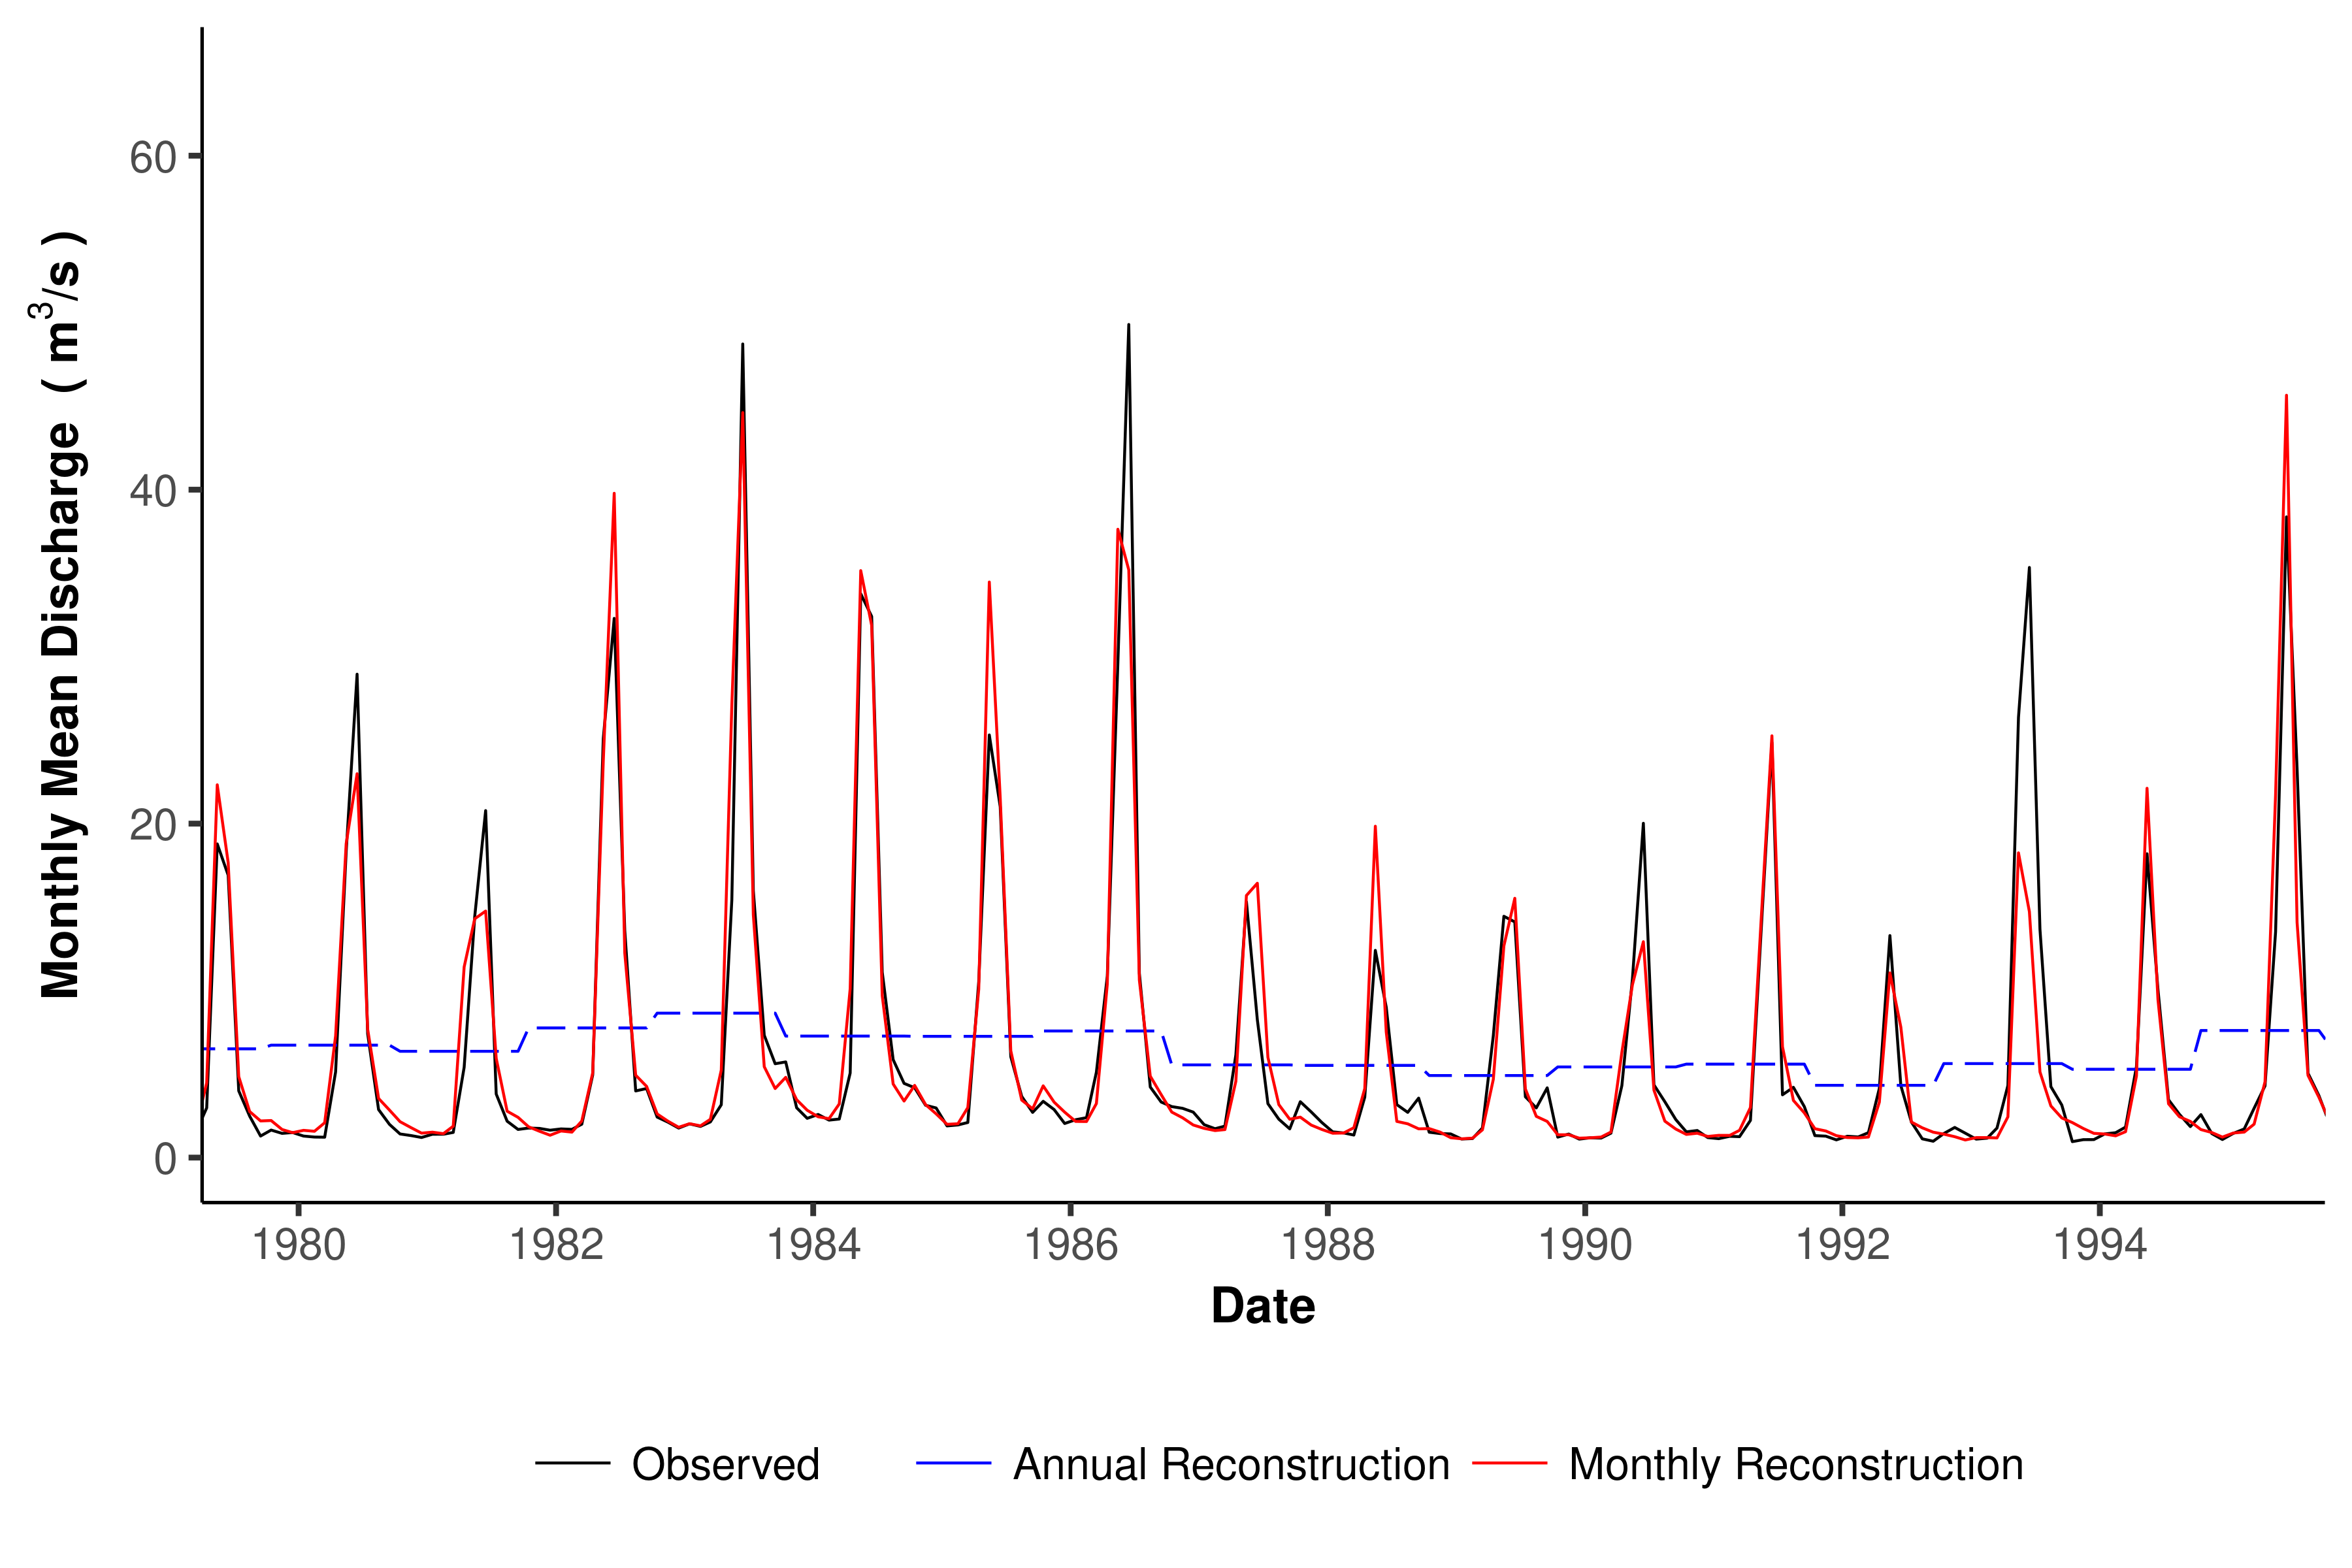 Monthly Mean Discharge ( m³/s )
60
40
20
0
1980 1982 1984 1986 1988 1990 1992 1994
Date
Observed Annual Reconstruction Monthly Reconstruction